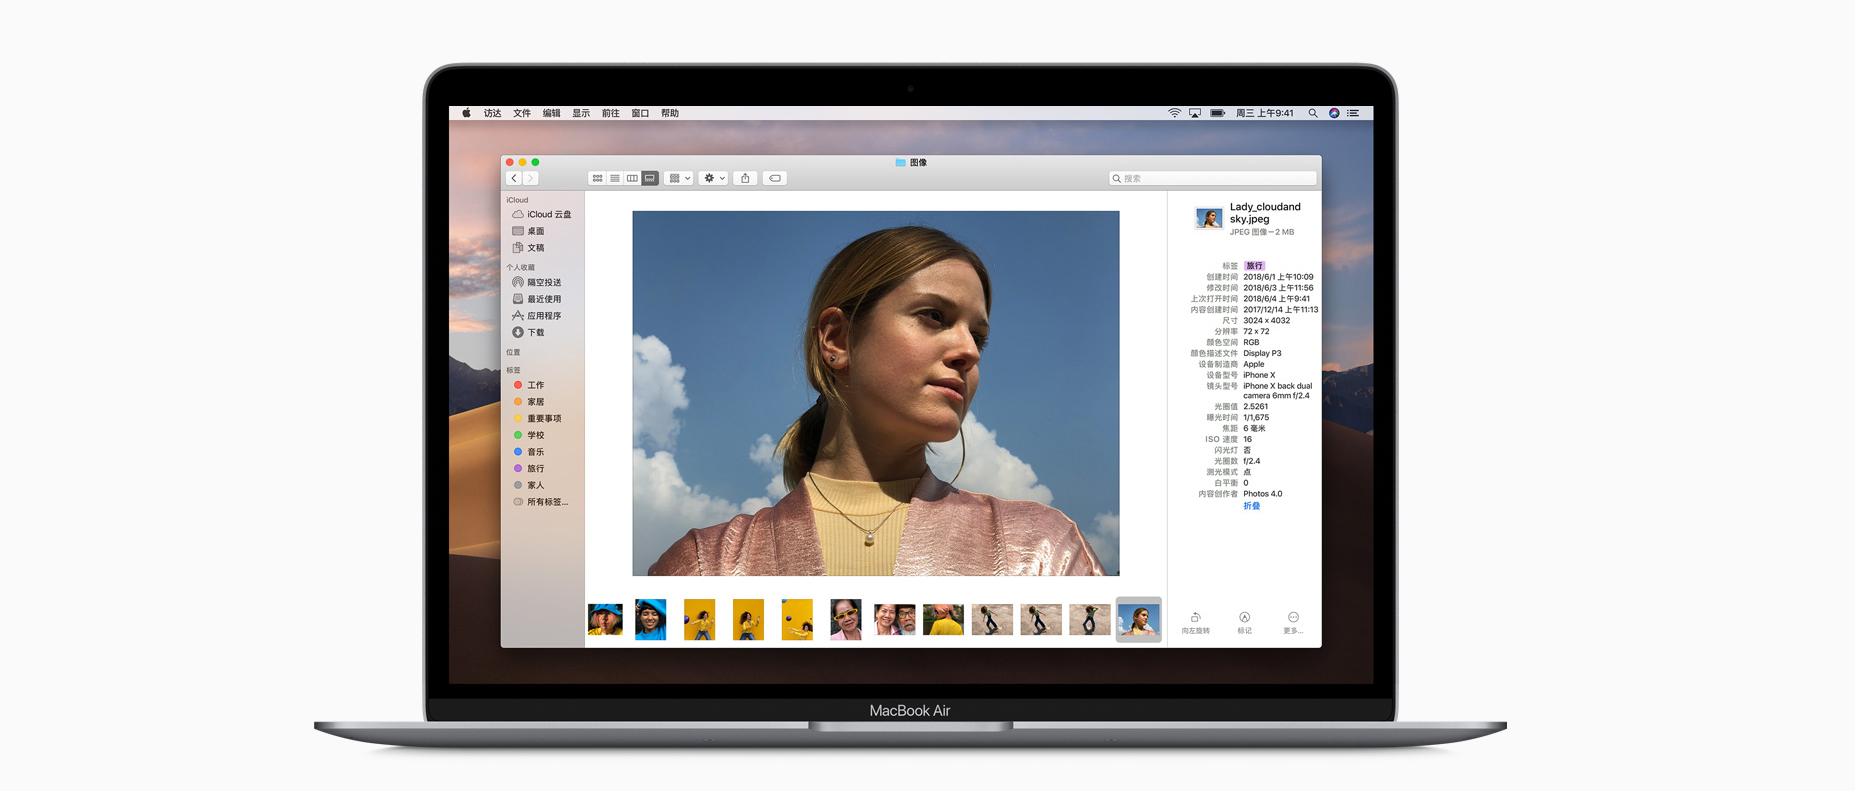 访达 文件 编辑 显示 前往 窗口 帮助 周三 上午9:41
图像
搜索
iCloud
iCloud 云盘
桌面
文稿
个人收藏
隔空投送
最近使用
应用程序
下载
位置
标签
工作
家居
重要事项
学校
音乐
旅行
家人
所有标签...
Lady_cloudand
sky.jpeg
JPEG 图像－2 MB
标签 旅行
创建时间 2018/6/1 上午10:09
修改时间 2018/6/3 上午11:56
上次打开时间 2018/6/4 上午9:41
内容创建时间 2017/12/14 上午11:13
尺寸 3024 × 4032
分辨率 72 x 72
颜色空间 RGB
颜色描述文件 Display P3
设备制造商 Apple
设备型号 iPhone X
镜头型号 iPhone X back dual
camera 6mm f/2.4
光圈值 2.5261
曝光时间 1/1,675
焦距 6 毫米
ISO 速度 16
闪光灯 否
光圈数 f/2.4
测光模式 点
白平衡 0
内容创作者 Photos 4.0
折叠
向左旋转 标记 更多...
MacBook Air